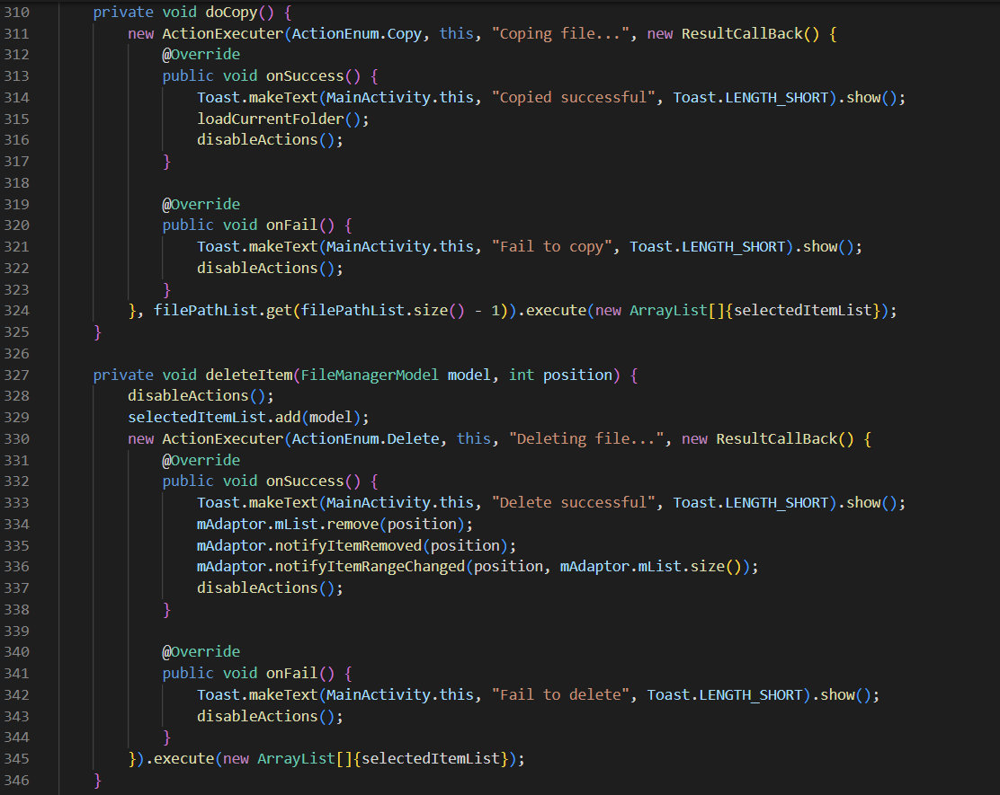 310 private void doCopy() {
311 new ActionExecuter(ActionEnum.Copy, this, "Coping file...", new ResultCallBack() {
312 @Override
313 public void onSuccess() {
314 Toast.makeText(MainActivity.this, "Copied successful", Toast.LENGTH_SHORT).show();
315 loadCurrentFolder();
316 disableActions();
317 }
318
319 @Override
320 public void onFail() {
321 Toast.makeText(MainActivity.this, "Fail to copy", Toast.LENGTH_SHORT).show();
322 disableActions();
323 }
324 }, filePathList.get(filePathList.size() - 1)).execute(new ArrayList[]{selectedItemList});
325 }
326
327 private void deleteItem(FileManagerModel model, int position) {
328 disableActions();
329 selectedItemList.add(model);
330 new ActionExecuter(ActionEnum.Delete, this, "Deleting file...", new ResultCallBack() {
331 @Override
332 public void onSuccess() {
333 Toast.makeText(MainActivity.this, "Delete successful", Toast.LENGTH_SHORT).show();
334 mAdaptor.mList.remove(position);
335 mAdaptor.notifyItemRemoved(position);
336 mAdaptor.notifyItemRangeChanged(position, mAdaptor.mList.size());
337 disableActions();
338 }
339
340 @Override
341 public void onFail() {
342 Toast.makeText(MainActivity.this, "Fail to delete", Toast.LENGTH_SHORT).show();
343 disableActions();
344 }
345 }).execute(new ArrayList[]{selectedItemList});
346 }